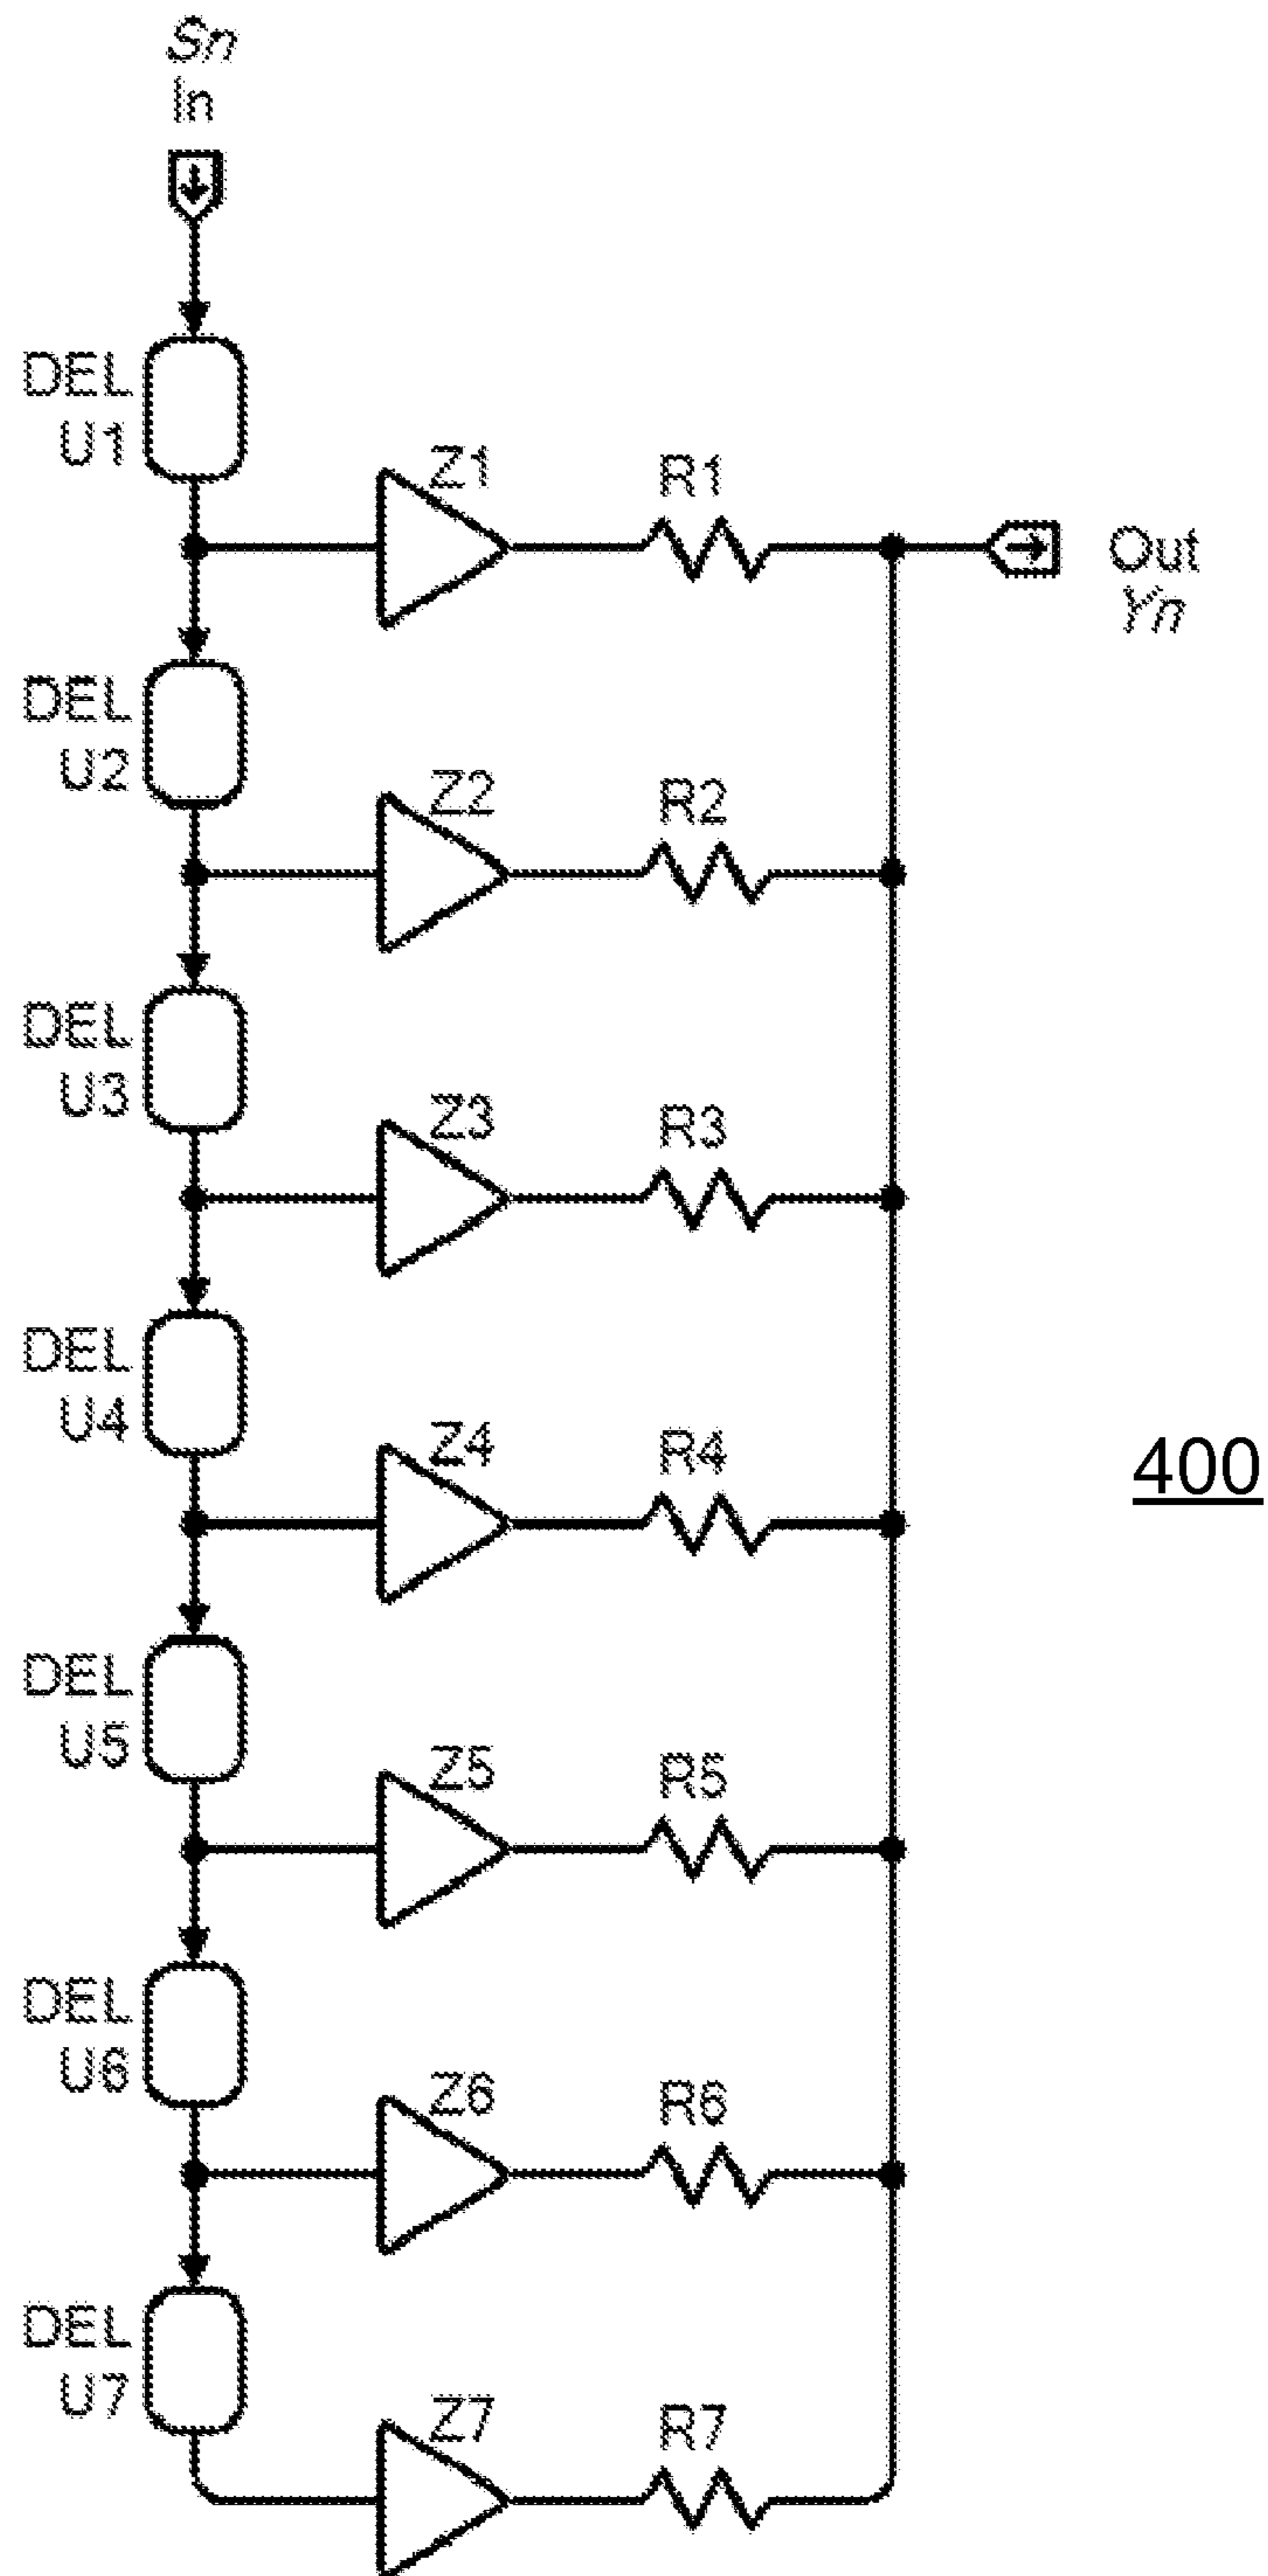 Sn
In
DEL
U1
Z1
R1
Out
Yn
DEL
U2
Z2
R2
DEL
U3
Z3
R3
DEL
U4
Z4
R4
400
DEL
U5
Z5
R5
DEL
U6
Z6
R6
DEL
U7
Z7
R7